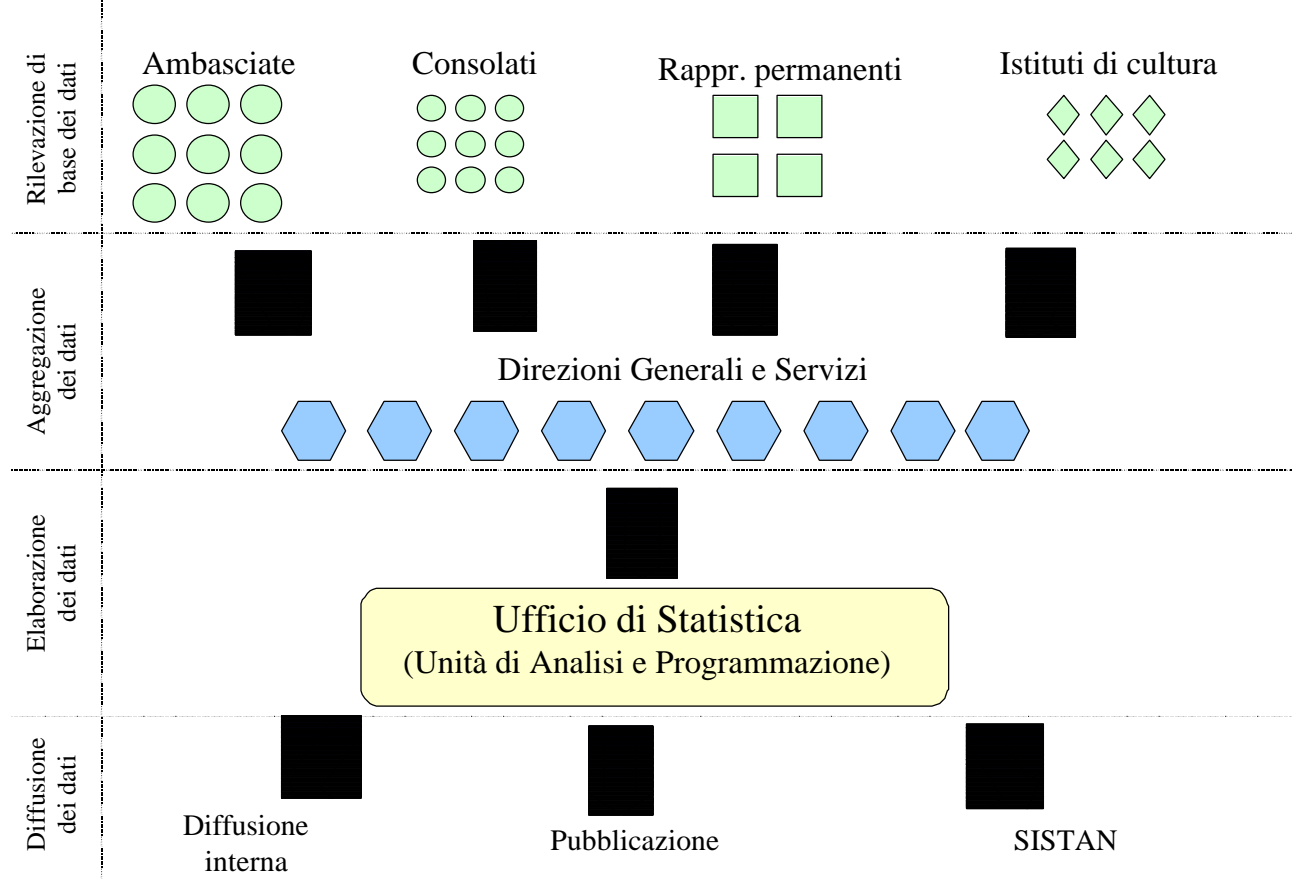 Rilevazione di
base dei dati
Ambasciate
Consolati
Rappr. permanenti
Istituti di cultura
Aggregazione
dei dati
Direzioni Generali e Servizi
Elaborazione
dei dati
Ufficio di Statistica
(Unità di Analisi e Programmazione)
Diffusione
dei dati
Diffusione
interna
Pubblicazione
SISTAN